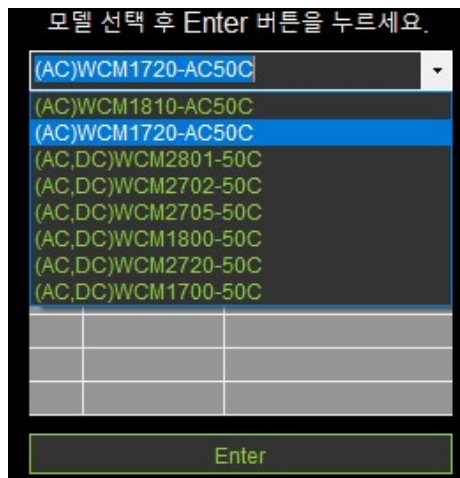 모델 선택 후 Enter 버튼을 누르세요.
(AC)WCM1720-AC50C
(AC)WCM1810-AC50C
(AC)WCM1720-AC50C
(AC,DC)WCM2801-50C
(AC,DC)WCM2702-50C
(AC,DC)WCM2705-50C
(AC,DC)WCM1800-50C
(AC,DC)WCM2720-50C
(AC,DC)WCM1700-50C
Enter